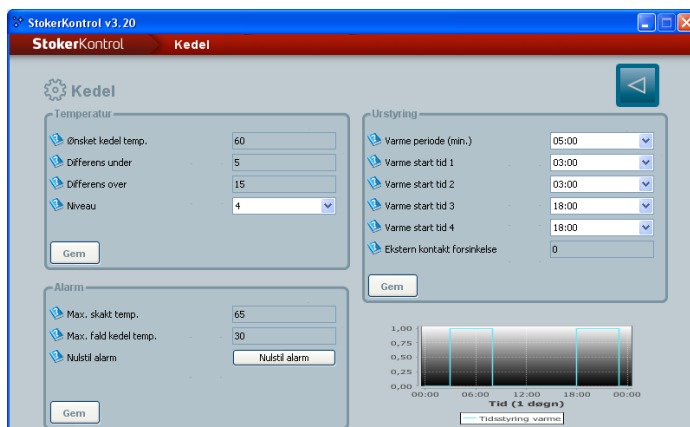 StokerKontrol v3.20
StokerKontrol Kedel
Kedel
Temperatur
Ønsket kedel temp. 60
Differens under 5
Differens over 15
Niveau 4
Gem
Alarm
Max. skakt temp. 65
Max. fald kedel temp. 30
Nulstil alarm Nulstil alarm
Gem
Urstyring
Varme periode (min.) 05:00
Varme start tid 1 03:00
Varme start tid 2 03:00
Varme start tid 3 18:00
Varme start tid 4 18:00
Ekstern kontakt forsinkelse 0
Gem
1,00
0,75
0,50
0,25
0,00
00:00 06:00 12:00 18:00 00:00
Tid (1 døgn)
Tidsstyring varme